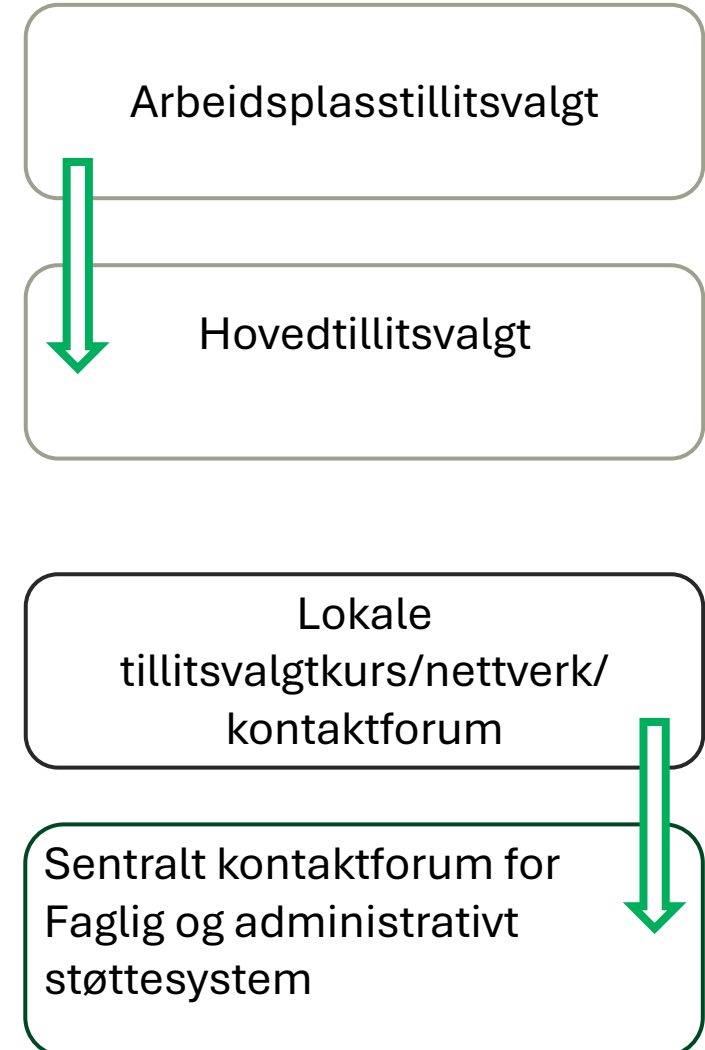 Arbeidsplasstillitsvalgt
Hovedtillitsvalgt
Lokale
tillitsvalgtkurs/nettverk/
kontaktforum
Sentralt kontaktforum for
Faglig og administrativt
støttesystem